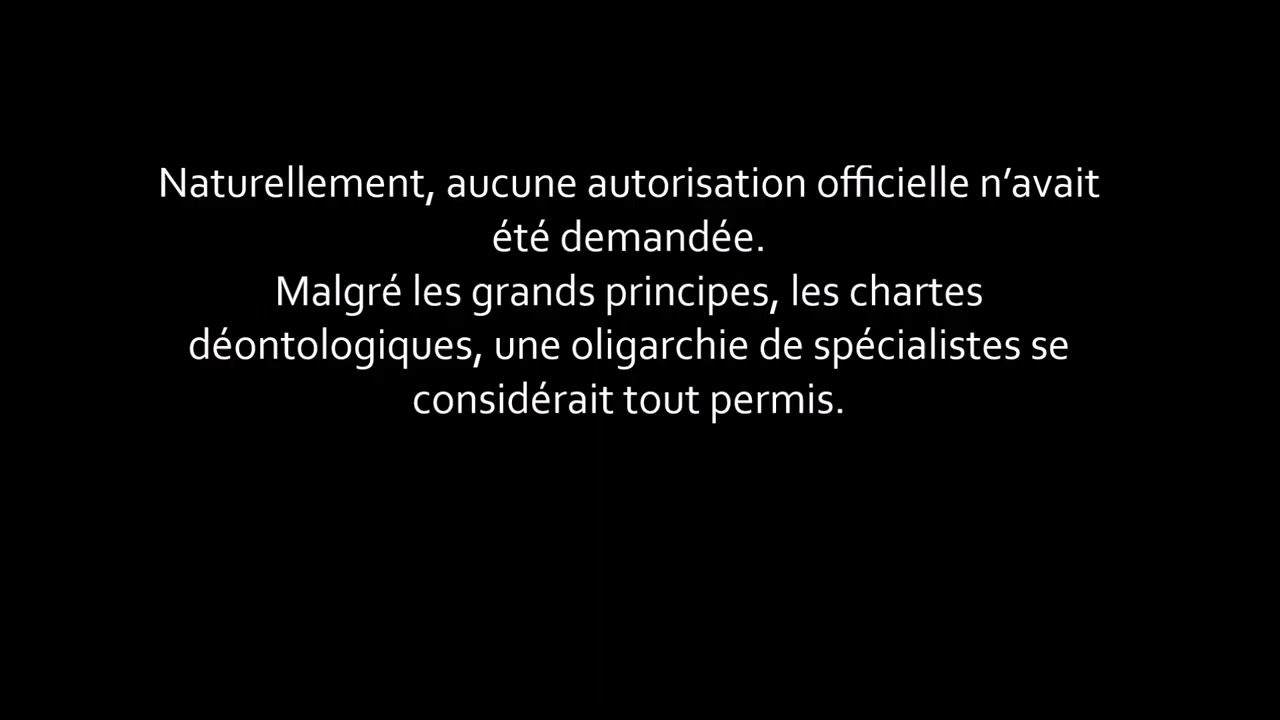 Naturellement, aucune autorisation officielle n’avait
été demandée.
Malgré les grands principes, les chartes
déontologiques, une oligarchie de spécialistes se
considérait tout permis.